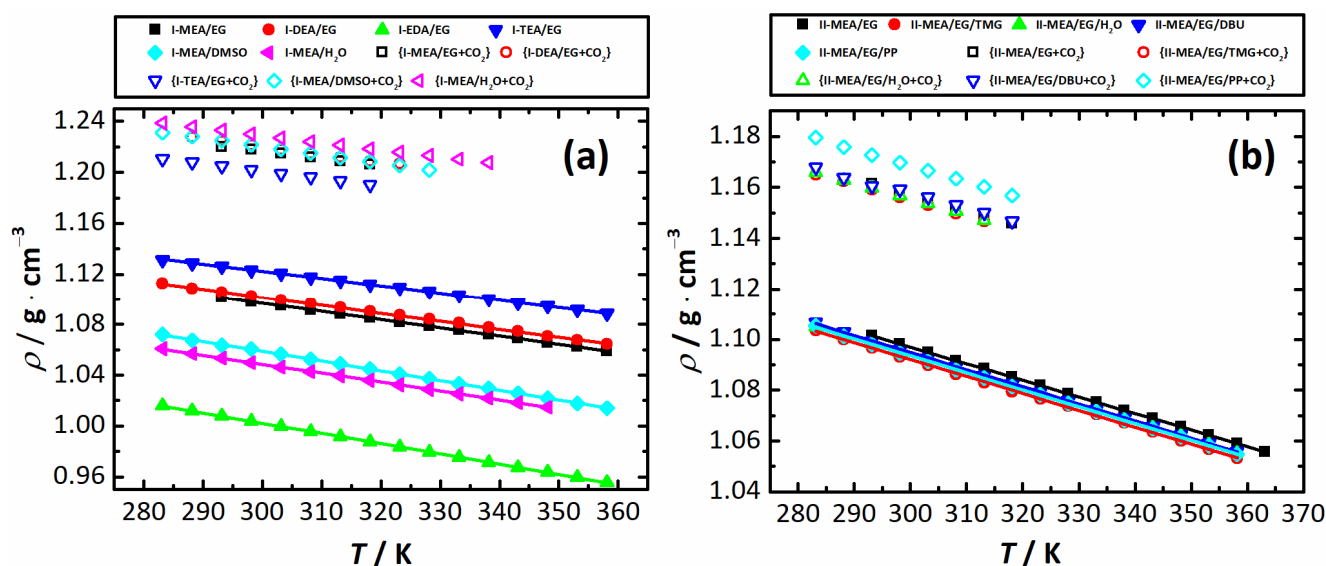 I-MEA/EG I-DEA/EG I-EDA/EG I-TEA/EG
I-MEA/DMSO I-MEA/H₂O {I-MEA/EG+CO₂} {I-DEA/EG+CO₂}
{I-TEA/EG+CO₂} {I-MEA/DMSO+CO₂} {I-MEA/H₂O+CO₂}
1.24
1.20
1.16
1.12
1.08
1.04
1.00
0.96
ρ / g · cm⁻³
(a)
280 290 300 310 320 330 340 350 360
T / K
II-MEA/EG II-MEA/EG/TMG II-MEA/EG/H₂O II-MEA/EG/DBU
II-MEA/EG/PP {II-MEA/EG+CO₂} {II-MEA/EG/TMG+CO₂}
{II-MEA/EG/H₂O+CO₂} {II-MEA/EG/DBU+CO₂} {II-MEA/EG/PP+CO₂}
1.18
1.16
1.14
1.12
1.10
1.08
1.06
1.04
ρ / g · cm⁻³
(b)
280 290 300 310 320 330 340 350 360 370
T / K